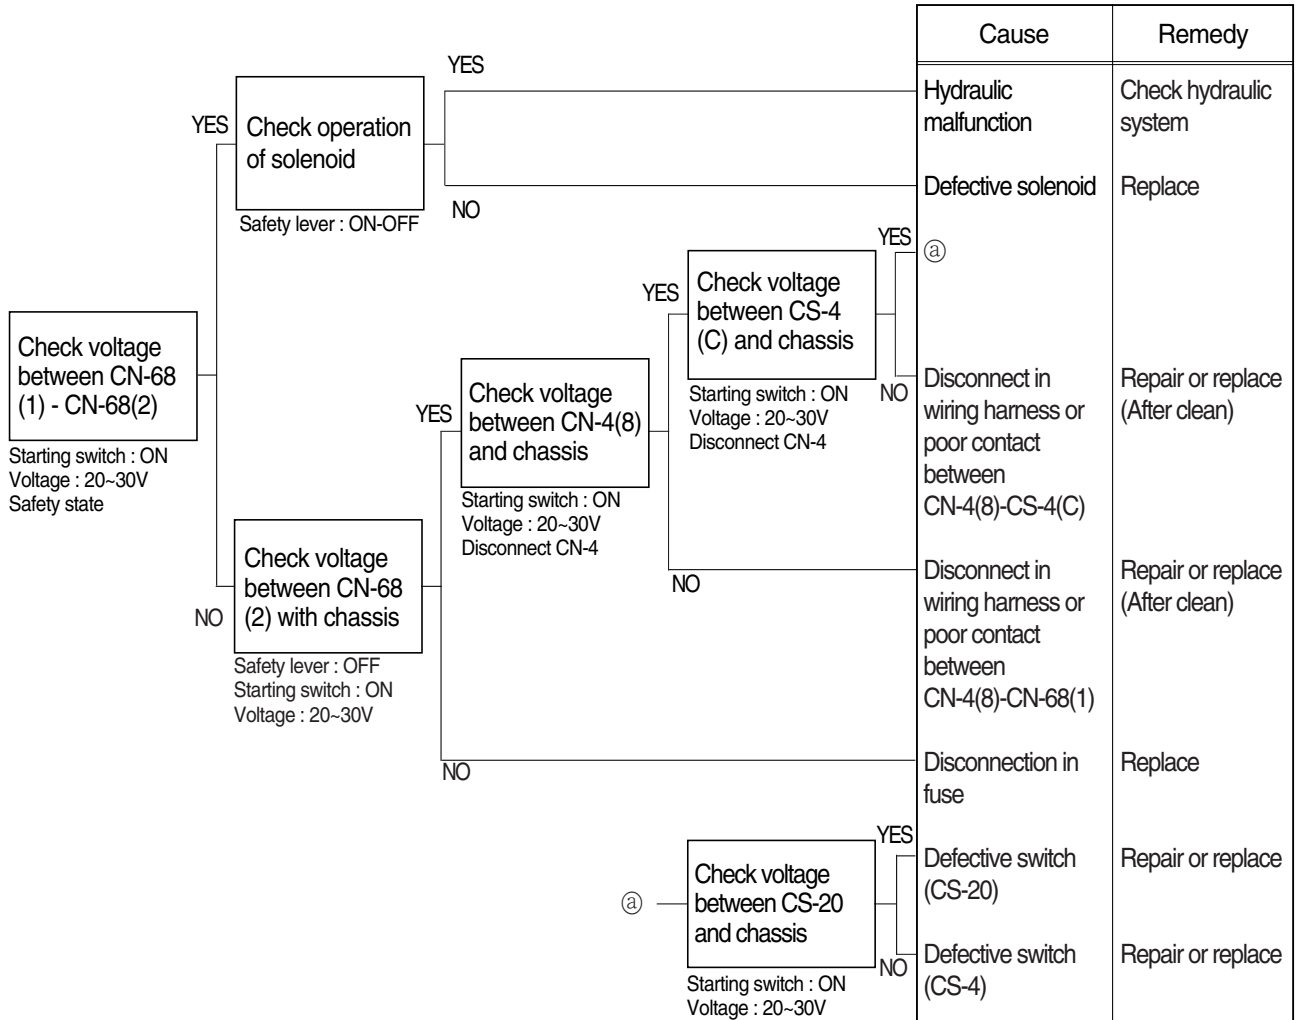 Cause
Remedy
YES
Hydraulic
malfunction
Check hydraulic
system
YES
Check operation
of solenoid
Defective solenoid
Replace
NO
Safety lever : ON-OFF
YES
ⓐ
YES
Check voltage
between CS-4
(C) and chassis
Starting switch : ON
Voltage : 20~30V
Disconnect CN-4
NO
Disconnect in
wiring harness or
poor contact
between
CN-4(8)-CS-4(C)
Repair or replace
(After clean)
Check voltage
between CN-68
(1) - CN-68(2)
Starting switch : ON
Voltage : 20~30V
Safety state
YES
Check voltage
between CN-4(8)
and chassis
Starting switch : ON
Voltage : 20~30V
Disconnect CN-4
NO
Disconnect in
wiring harness or
poor contact
between
CN-4(8)-CN-68(1)
Repair or replace
(After clean)
NO
Check voltage
between CN-68
(2) with chassis
Safety lever : OFF
Starting switch : ON
Voltage : 20~30V
NO
Disconnection in
fuse
Replace
ⓐ
Check voltage
between CS-20
and chassis
Starting switch : ON
Voltage : 20~30V
YES
Defective switch
(CS-20)
Repair or replace
NO
Defective switch
(CS-4)
Repair or replace